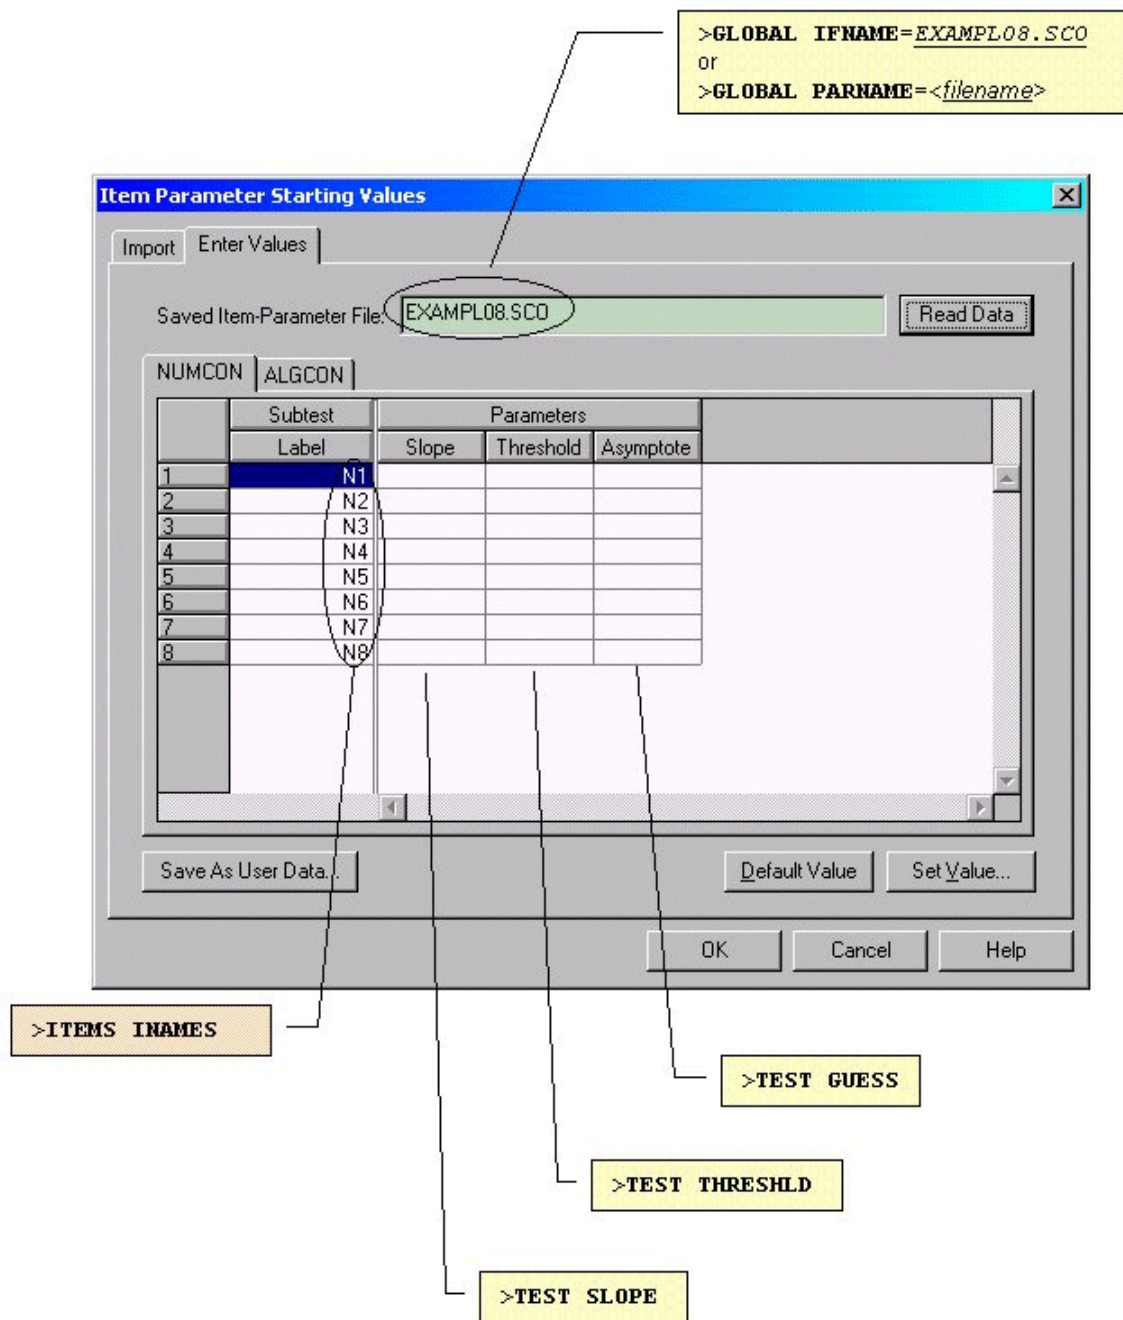 >GLOBAL IFNAME=EXAMPL08.SCO
or
>GLOBAL PARNAME=<filename>
Item Parameter Starting Values
Import Enter Values
Saved Item-Parameter File: EXAMPL08.SCO Read Data
NUMCON ALGCON
Subtest Parameters
Label Slope Threshold Asymptote
1 N1
2 N2
3 N3
4 N4
5 N5
6 N6
7 N7
8 N8
Save As User Data... Default Value Set Value...
OK Cancel Help
>ITEMS INAMES
>TEST GUESS
>TEST THRESHLD
>TEST SLOPE